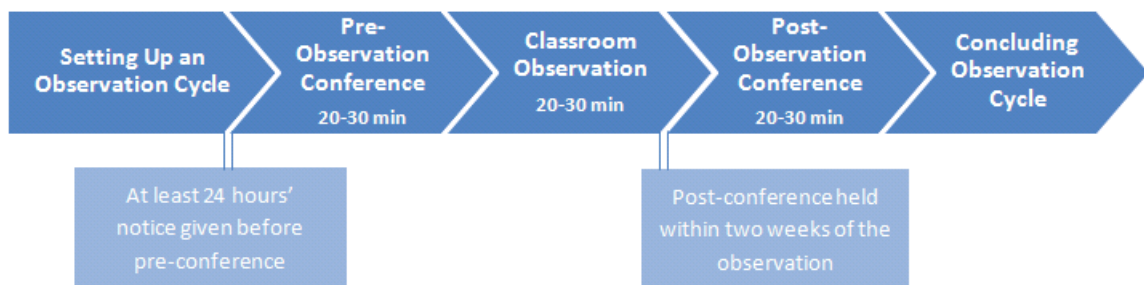 Setting Up an
Observation Cycle
Pre-
Observation
Conference
20-30 min
Classroom
Observation
20-30 min
Post-
Observation
Conference
20-30 min
Concluding
Observation
Cycle
At least 24 hours’
notice given before
pre-conference
Post-conference held
within two weeks of the
observation